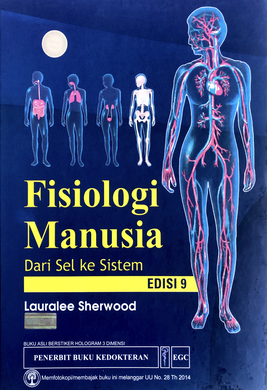 Fisiologi
Manusia
Dari Sel ke Sistem
EDISI 9
Lauralee Sherwood
BUKU ASLI BERSTIKER HOLOGRAM 3 DIMENSI
PENERBIT BUKU KEDOKTERAN EGC
Memfotokopi/membajak buku ini melanggar UU No. 28 Th 2014